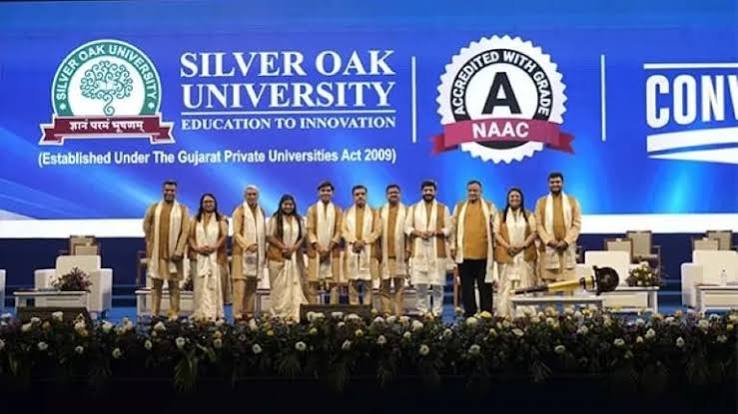 SILVER OAK UNIVERSITY
ज्ञानं परमं भूषणम्
SILVER OAK
UNIVERSITY
EDUCATION TO INNOVATION
(Established Under The Gujarat Private Universities Act 2009)
ACCREDITED WITH GRADE
A
NAAC
CONV